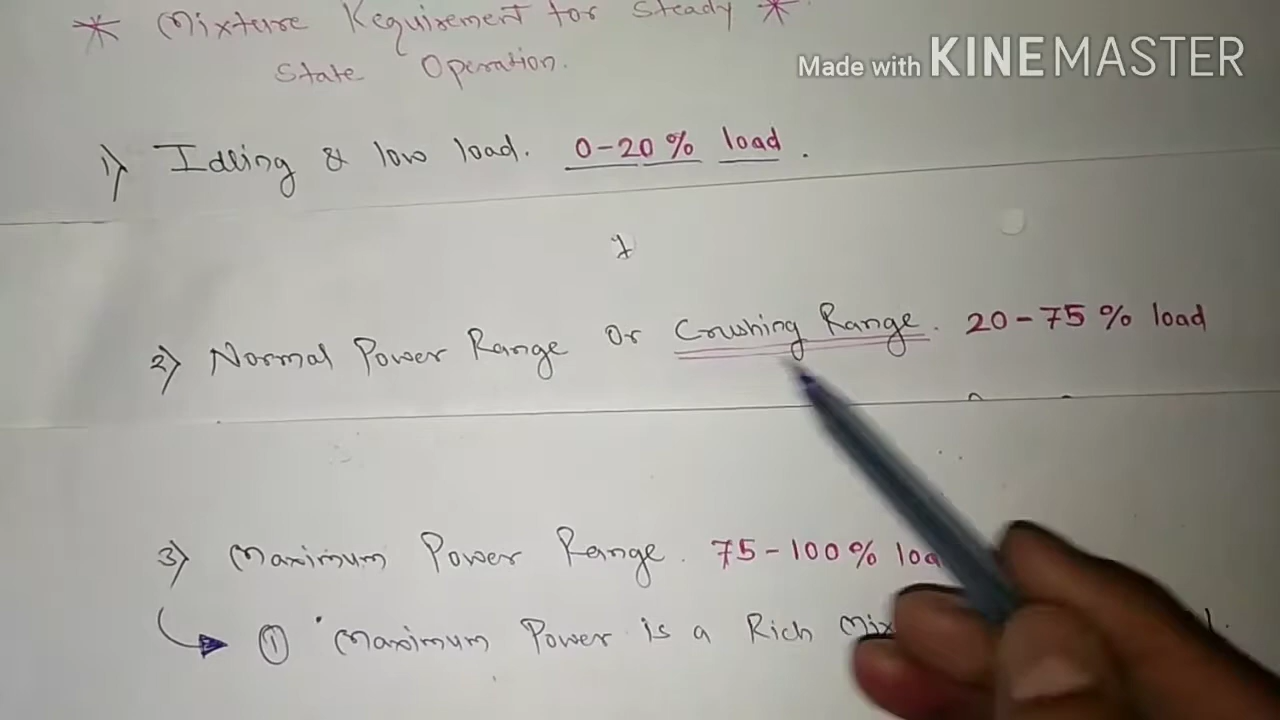 * Mixture Requirement for Steady *
State Operation.
Made with KINEMASTER
1) Idling & low load. 0-20% load.
2) Normal Power Range Or Crushing Range. 20-75% load
3) Maximum Power Range. 75-100% loa
① Maximum Power is a Rich Mix